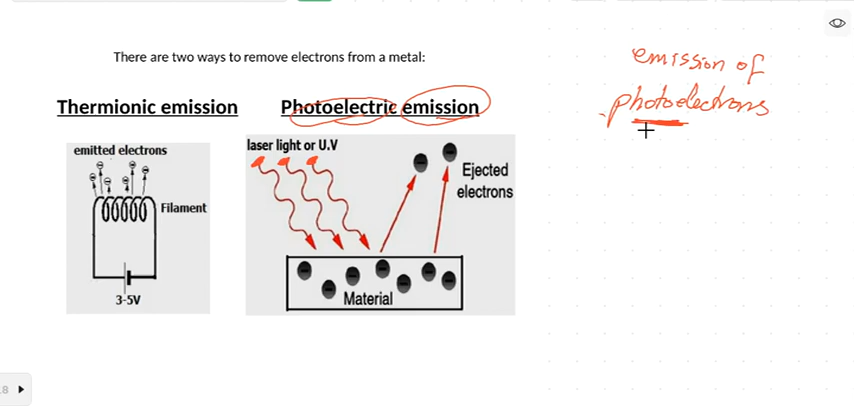 There are two ways to remove electrons from a metal:
Thermionic emission
Photoelectric emission
emitted electrons
Filament
3-5V
laser light or U.V
Ejected
electrons
Material
emission of
photoelectrons